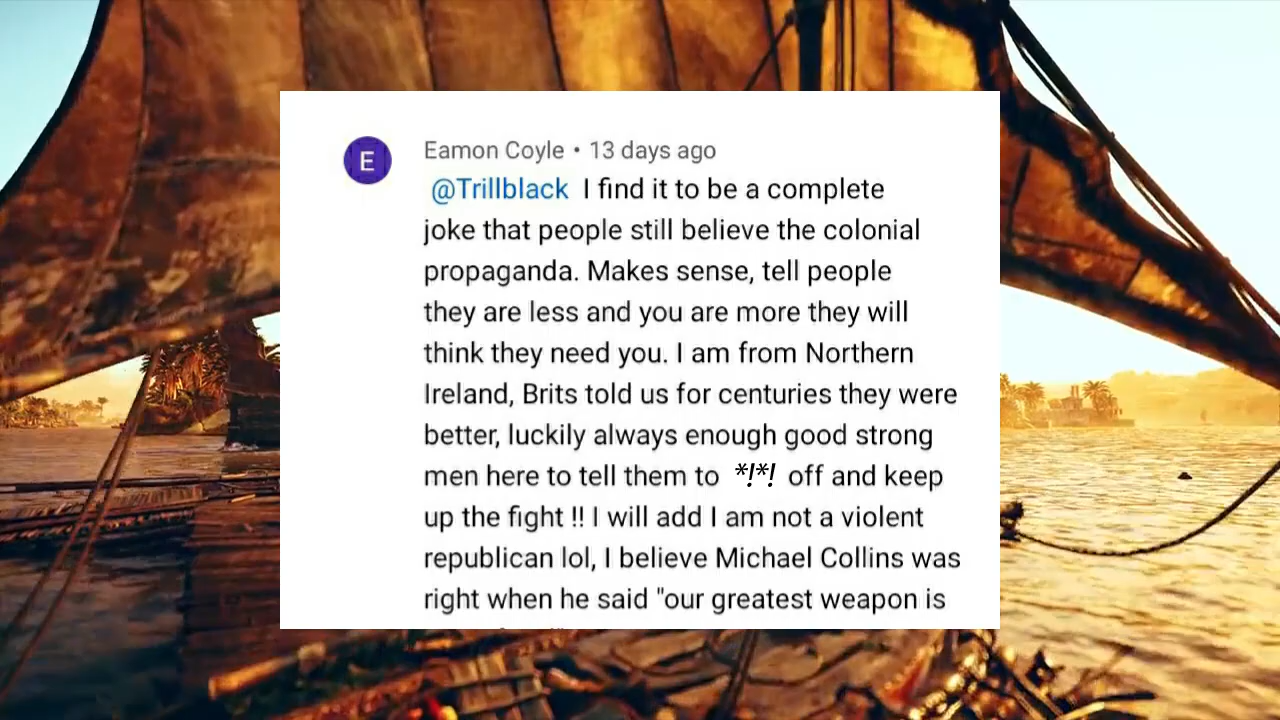 E
Eamon Coyle • 13 days ago
@Trillblack I find it to be a complete
joke that people still believe the colonial
propaganda. Makes sense, tell people
they are less and you are more they will
think they need you. I am from Northern
Ireland, Brits told us for centuries they were
better, luckily always enough good strong
men here to tell them to *!*! off and keep
up the fight !! I will add I am not a violent
republican lol, I believe Michael Collins was
right when he said "our greatest weapon is